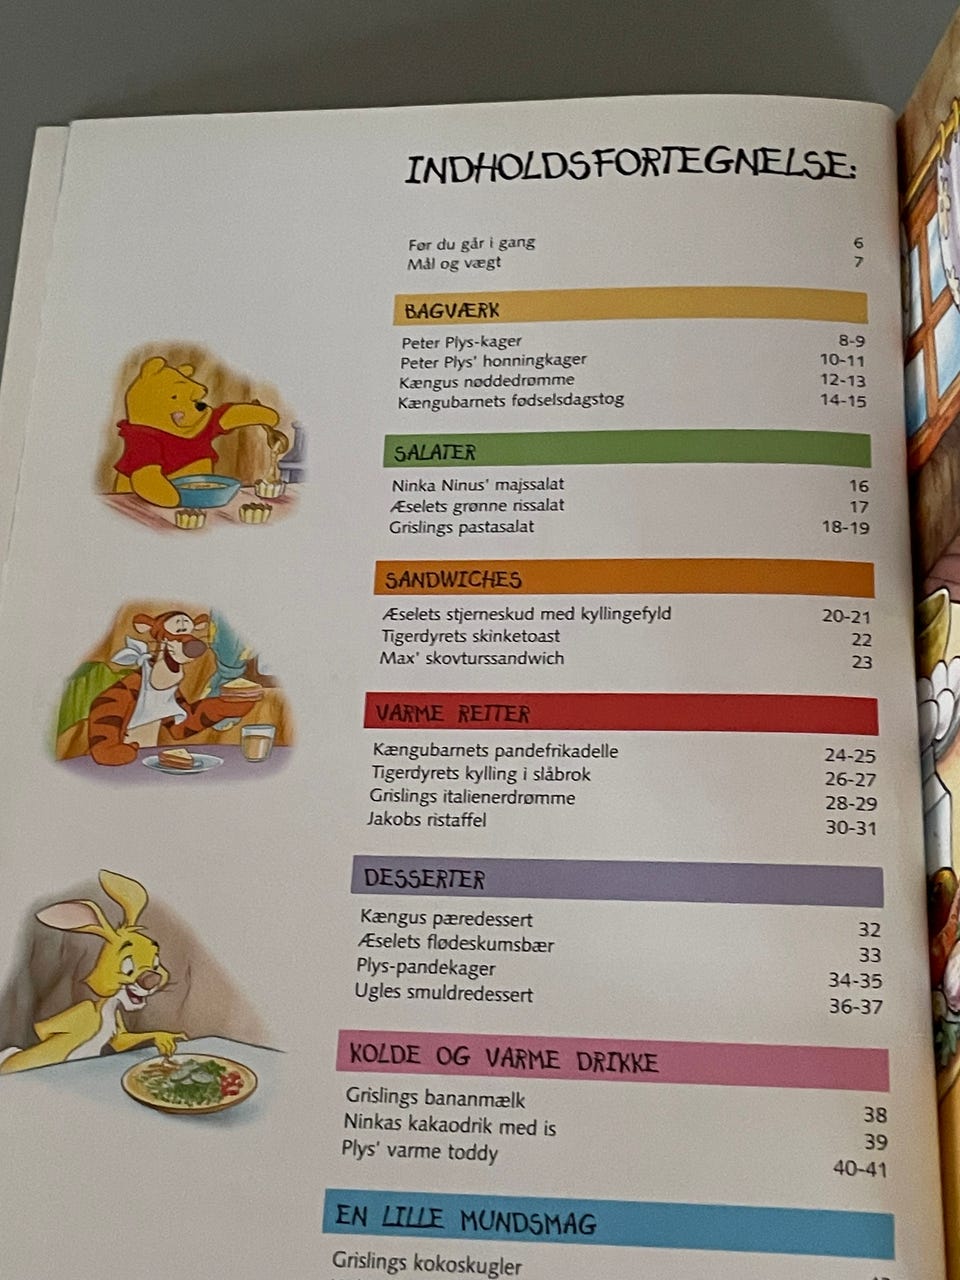 INDHOLDSFORTEGNELSE:
Før du går i gang 6
Mål og vægt 7
BAGVÆRK
Peter Plys-kager 8-9
Peter Plys' honningkager 10-11
Kængus nøddedrømme 12-13
Kængubarnets fødselsdagstog 14-15
SALATER
Ninka Ninus' majssalat 16
Æselets grønne rissalat 17
Grislings pastasalat 18-19
SANDWICHES
Æselets stjerneskud med kyllingefyld 20-21
Tigerdyrets skinketoast 22
Max' skovturssandwich 23
VARME RETTER
Kængubarnets pandefrikadelle 24-25
Tigerdyrets kylling i slåbrok 26-27
Grislings italienerdrømme 28-29
Jakobs ristaffel 30-31
DESSERTER
Kængus pæredessert 32
Æselets flødeskumsbær 33
Plys-pandekager 34-35
Ugles smuldredessert 36-37
KOLDE OG VARME DRIKKE
Grislings bananmælk 38
Ninkas kakaodrik med is 39
Plys' varme toddy 40-41
EN LILLE MUNDSMAG
Grislings kokoskugler